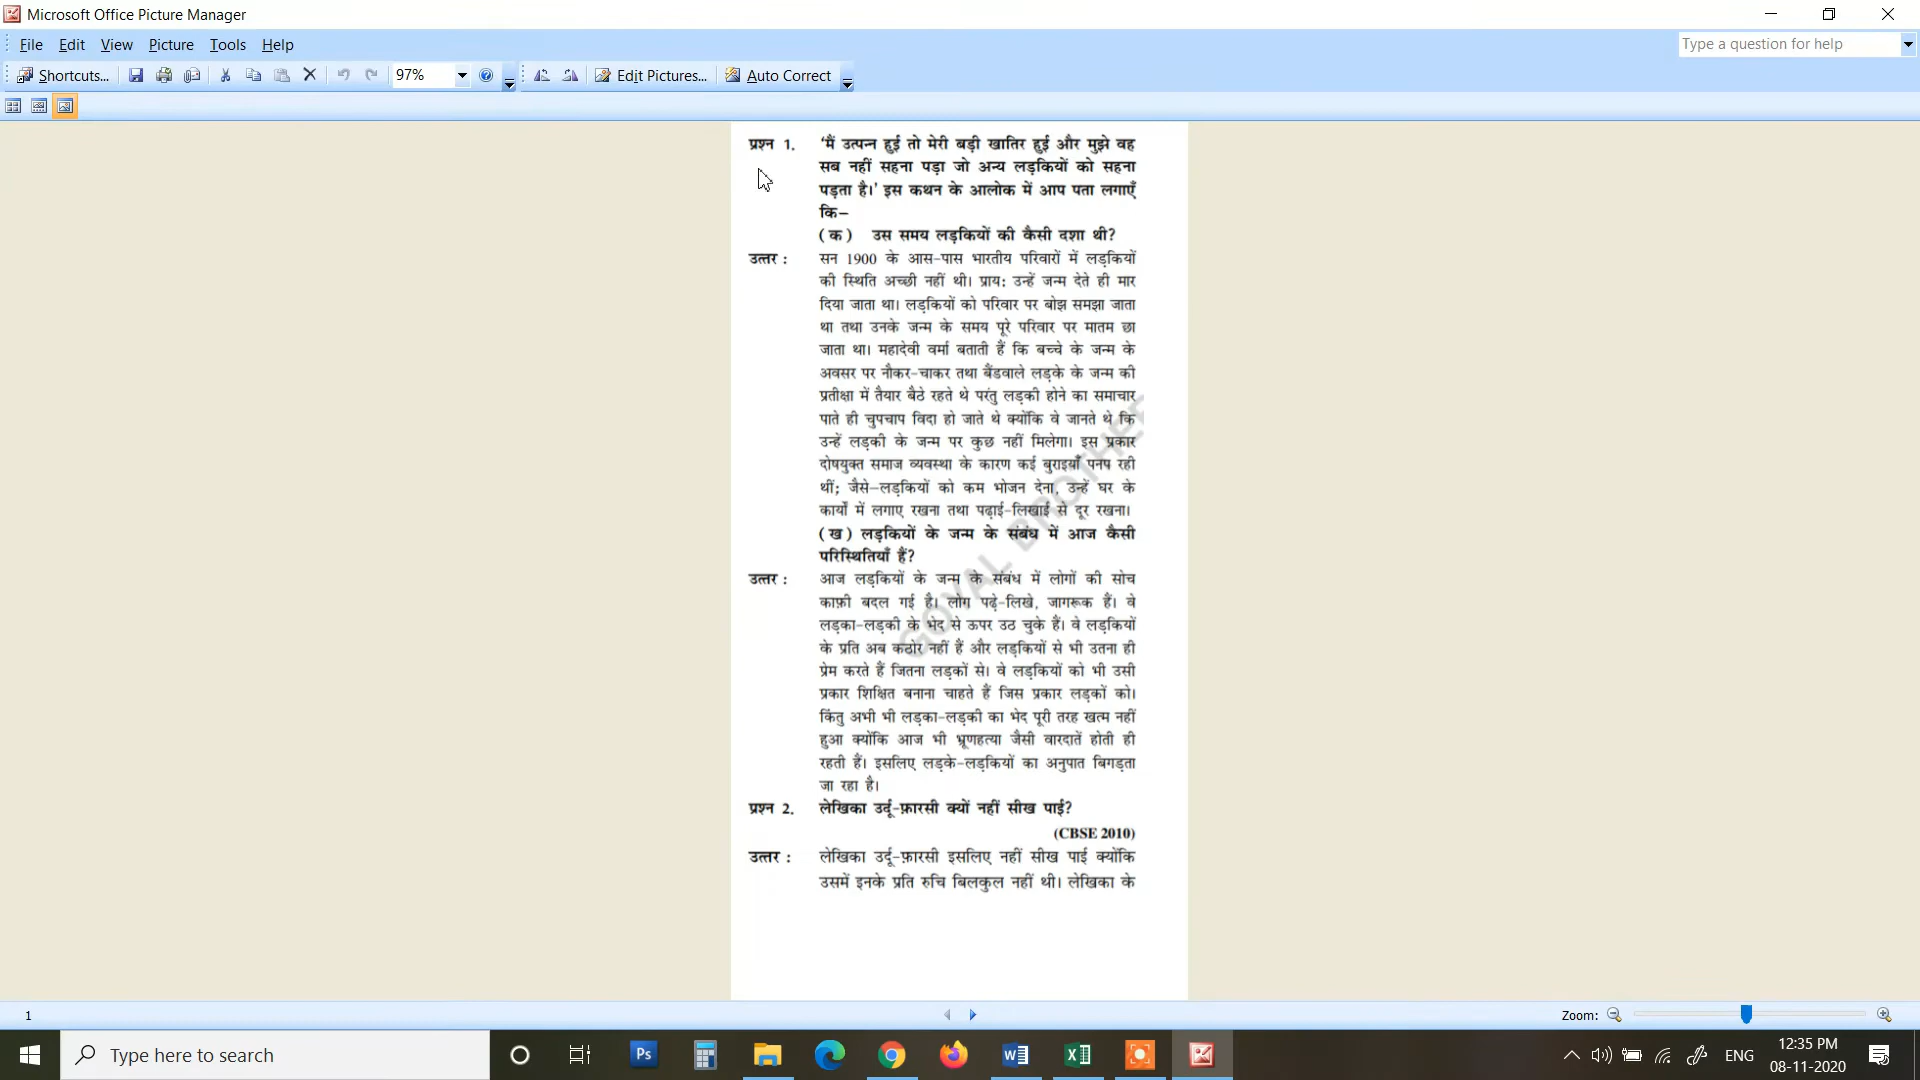 Microsoft Office Picture Manager
File Edit View Picture Tools Help
Type a question for help
Shortcuts... 97% Edit Pictures... Auto Correct
प्रश्न 1. ‘मैं उत्पन्न हुई तो मेरी बड़ी खातिर हुई और मुझे वह
सब नहीं सहना पड़ा जो अन्य लड़कियों को सहना
पड़ता है।’ इस कथन के आलोक में आप पता लगाएँ
कि–
(क) उस समय लड़कियों की कैसी दशा थी?
उत्तर : सन 1900 के आस-पास भारतीय परिवारों में लड़कियों
की स्थिति अच्छी नहीं थी। प्राय: उन्हें जन्म देते ही मार
दिया जाता था। लड़कियों को परिवार पर बोझ समझा जाता
था तथा उनके जन्म के समय पूरे परिवार पर मातम छा
जाता था। महादेवी वर्मा बताती हैं कि बच्चे के जन्म के
अवसर पर नौकर-चाकर तथा बैंडवाले लड़के के जन्म की
प्रतीक्षा में तैयार बैठे रहते थे परंतु लड़की होने का समाचार
पाते ही चुपचाप विदा हो जाते थे क्योंकि वे जानते थे कि
उन्हें लड़की के जन्म पर कुछ नहीं मिलेगा। इस प्रकार
दोषयुक्त समाज व्यवस्था के कारण कई बुराइयाँ पनप रही
थीं; जैसे–लड़कियों को कम भोजन देना, उन्हें घर के
कार्यों में लगाए रखना तथा पढ़ाई-लिखाई से दूर रखना।
(ख) लड़कियों के जन्म के संबंध में आज कैसी
परिस्थितियाँ हैं?
उत्तर : आज लड़कियों के जन्म के संबंध में लोगों की सोच
काफ़ी बदल गई है। लोग पढ़े-लिखे, जागरूक हैं। वे
लड़का-लड़की के भेद से ऊपर उठ चुके हैं। वे लड़कियों
के प्रति अब कठोर नहीं हैं और लड़कियों से भी उतना ही
प्रेम करते हैं जितना लड़कों से। वे लड़कियों को भी उसी
प्रकार शिक्षित बनाना चाहते हैं जिस प्रकार लड़कों को।
किंतु अभी भी लड़का-लड़की का भेद पूरी तरह खत्म नहीं
हुआ क्योंकि आज भी भ्रूणहत्या जैसी वारदातें होती ही
रहती हैं। इसलिए लड़के-लड़कियों का अनुपात बिगड़ता
जा रहा है।
प्रश्न 2. लेखिका उर्दू-फ़ारसी क्यों नहीं सीख पाई?
(CBSE 2010)
उत्तर : लेखिका उर्दू-फ़ारसी इसलिए नहीं सीख पाई क्योंकि
उसमें इनके प्रति रुचि बिलकुल नहीं थी। लेखिका के
GOYAL BROTHE
1 Zoom:
Type here to search Ps ENG 12:35 PM
08-11-2020